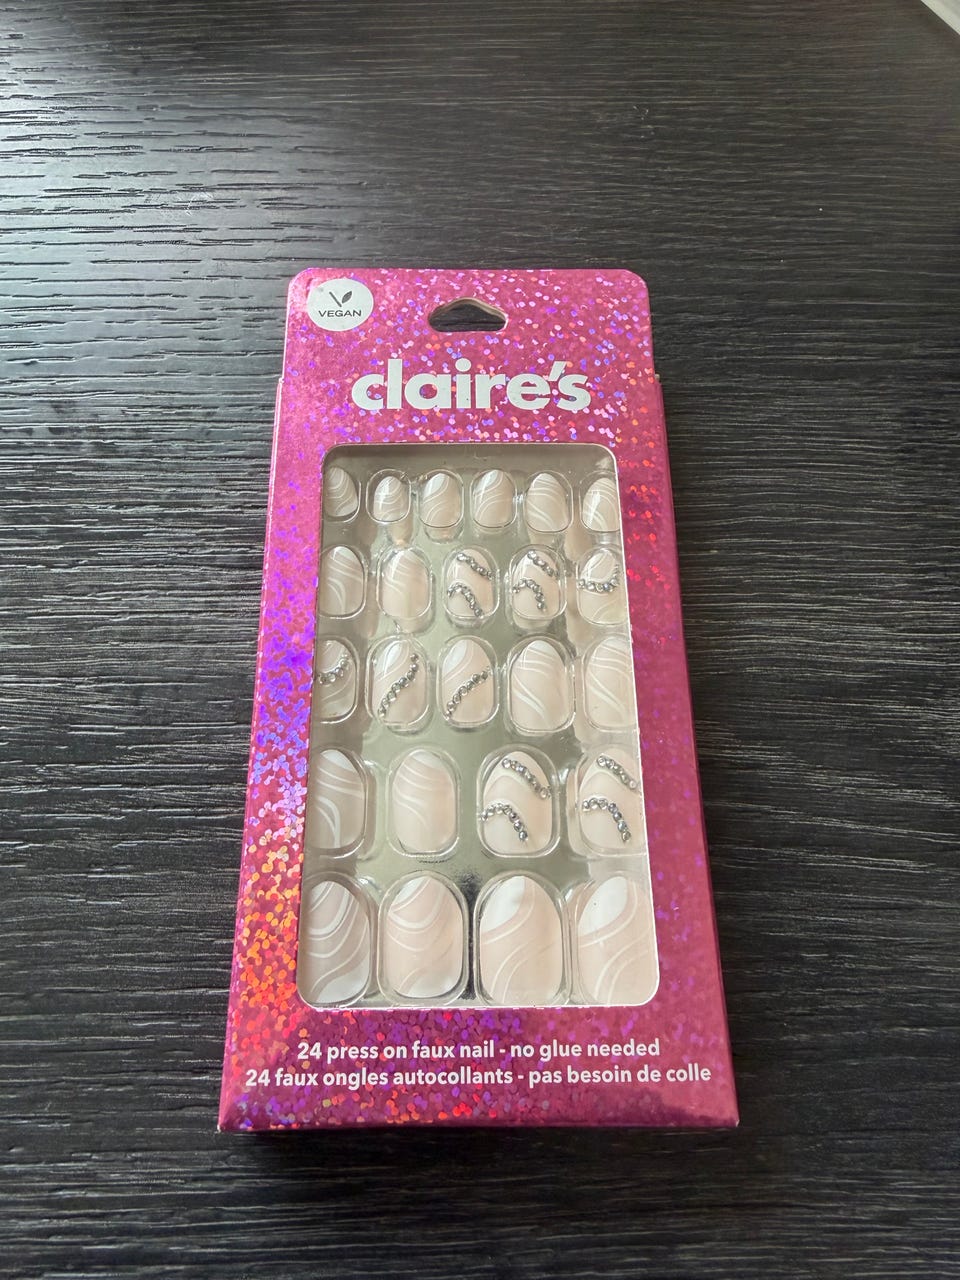 VEGAN
claire's
24 press on faux nail - no glue needed
24 faux ongles autocollants - pas besoin de colle